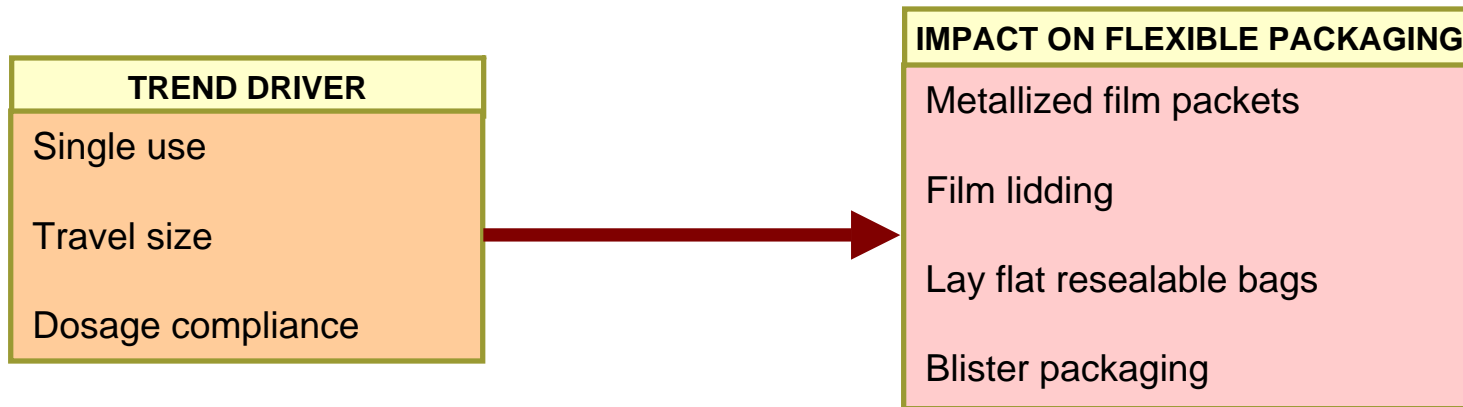 TREND DRIVER
Single use
Travel size
Dosage compliance
IMPACT ON FLEXIBLE PACKAGING
Metallized film packets
Film lidding
Lay flat resealable bags
Blister packaging